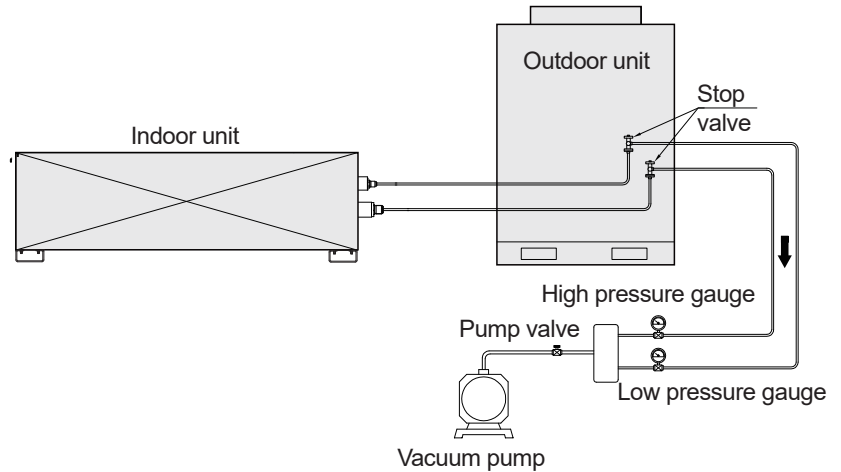 Outdoor unit
Stop
valve
Indoor unit
High pressure gauge
Pump valve
Low pressure gauge
Vacuum pump